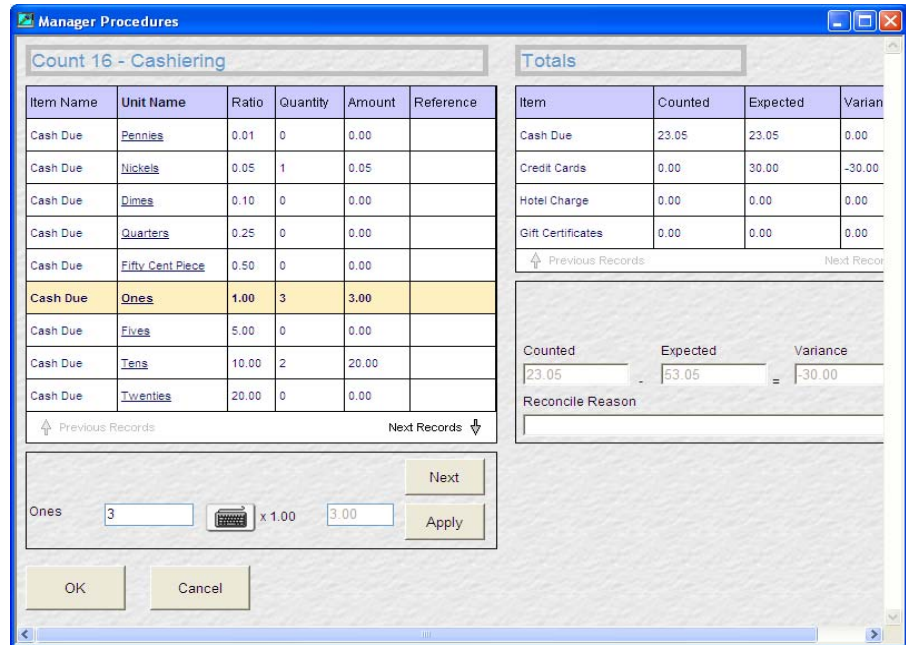 Manager Procedures
Count 16 - Cashiering
Item Name Unit Name Ratio Quantity Amount Reference
Cash Due Pennies 0.01 0 0.00
Cash Due Nickels 0.05 1 0.05
Cash Due Dimes 0.10 0 0.00
Cash Due Quarters 0.25 0 0.00
Cash Due Fifty Cent Piece 0.50 0 0.00
Cash Due Ones 1.00 3 3.00
Cash Due Fives 5.00 0 0.00
Cash Due Tens 10.00 2 20.00
Cash Due Twenties 20.00 0 0.00
Previous Records Next Records
Ones 3 x 1.00 3.00
Next
Apply
OK Cancel
Totals
Item Counted Expected Varian
Cash Due 23.05 23.05 0.00
Credit Cards 0.00 30.00 -30.00
Hotel Charge 0.00 0.00 0.00
Gift Certificates 0.00 0.00 0.00
Previous Records Next Recor
Counted Expected Variance
23.05 - 53.05 = -30.00
Reconcile Reason